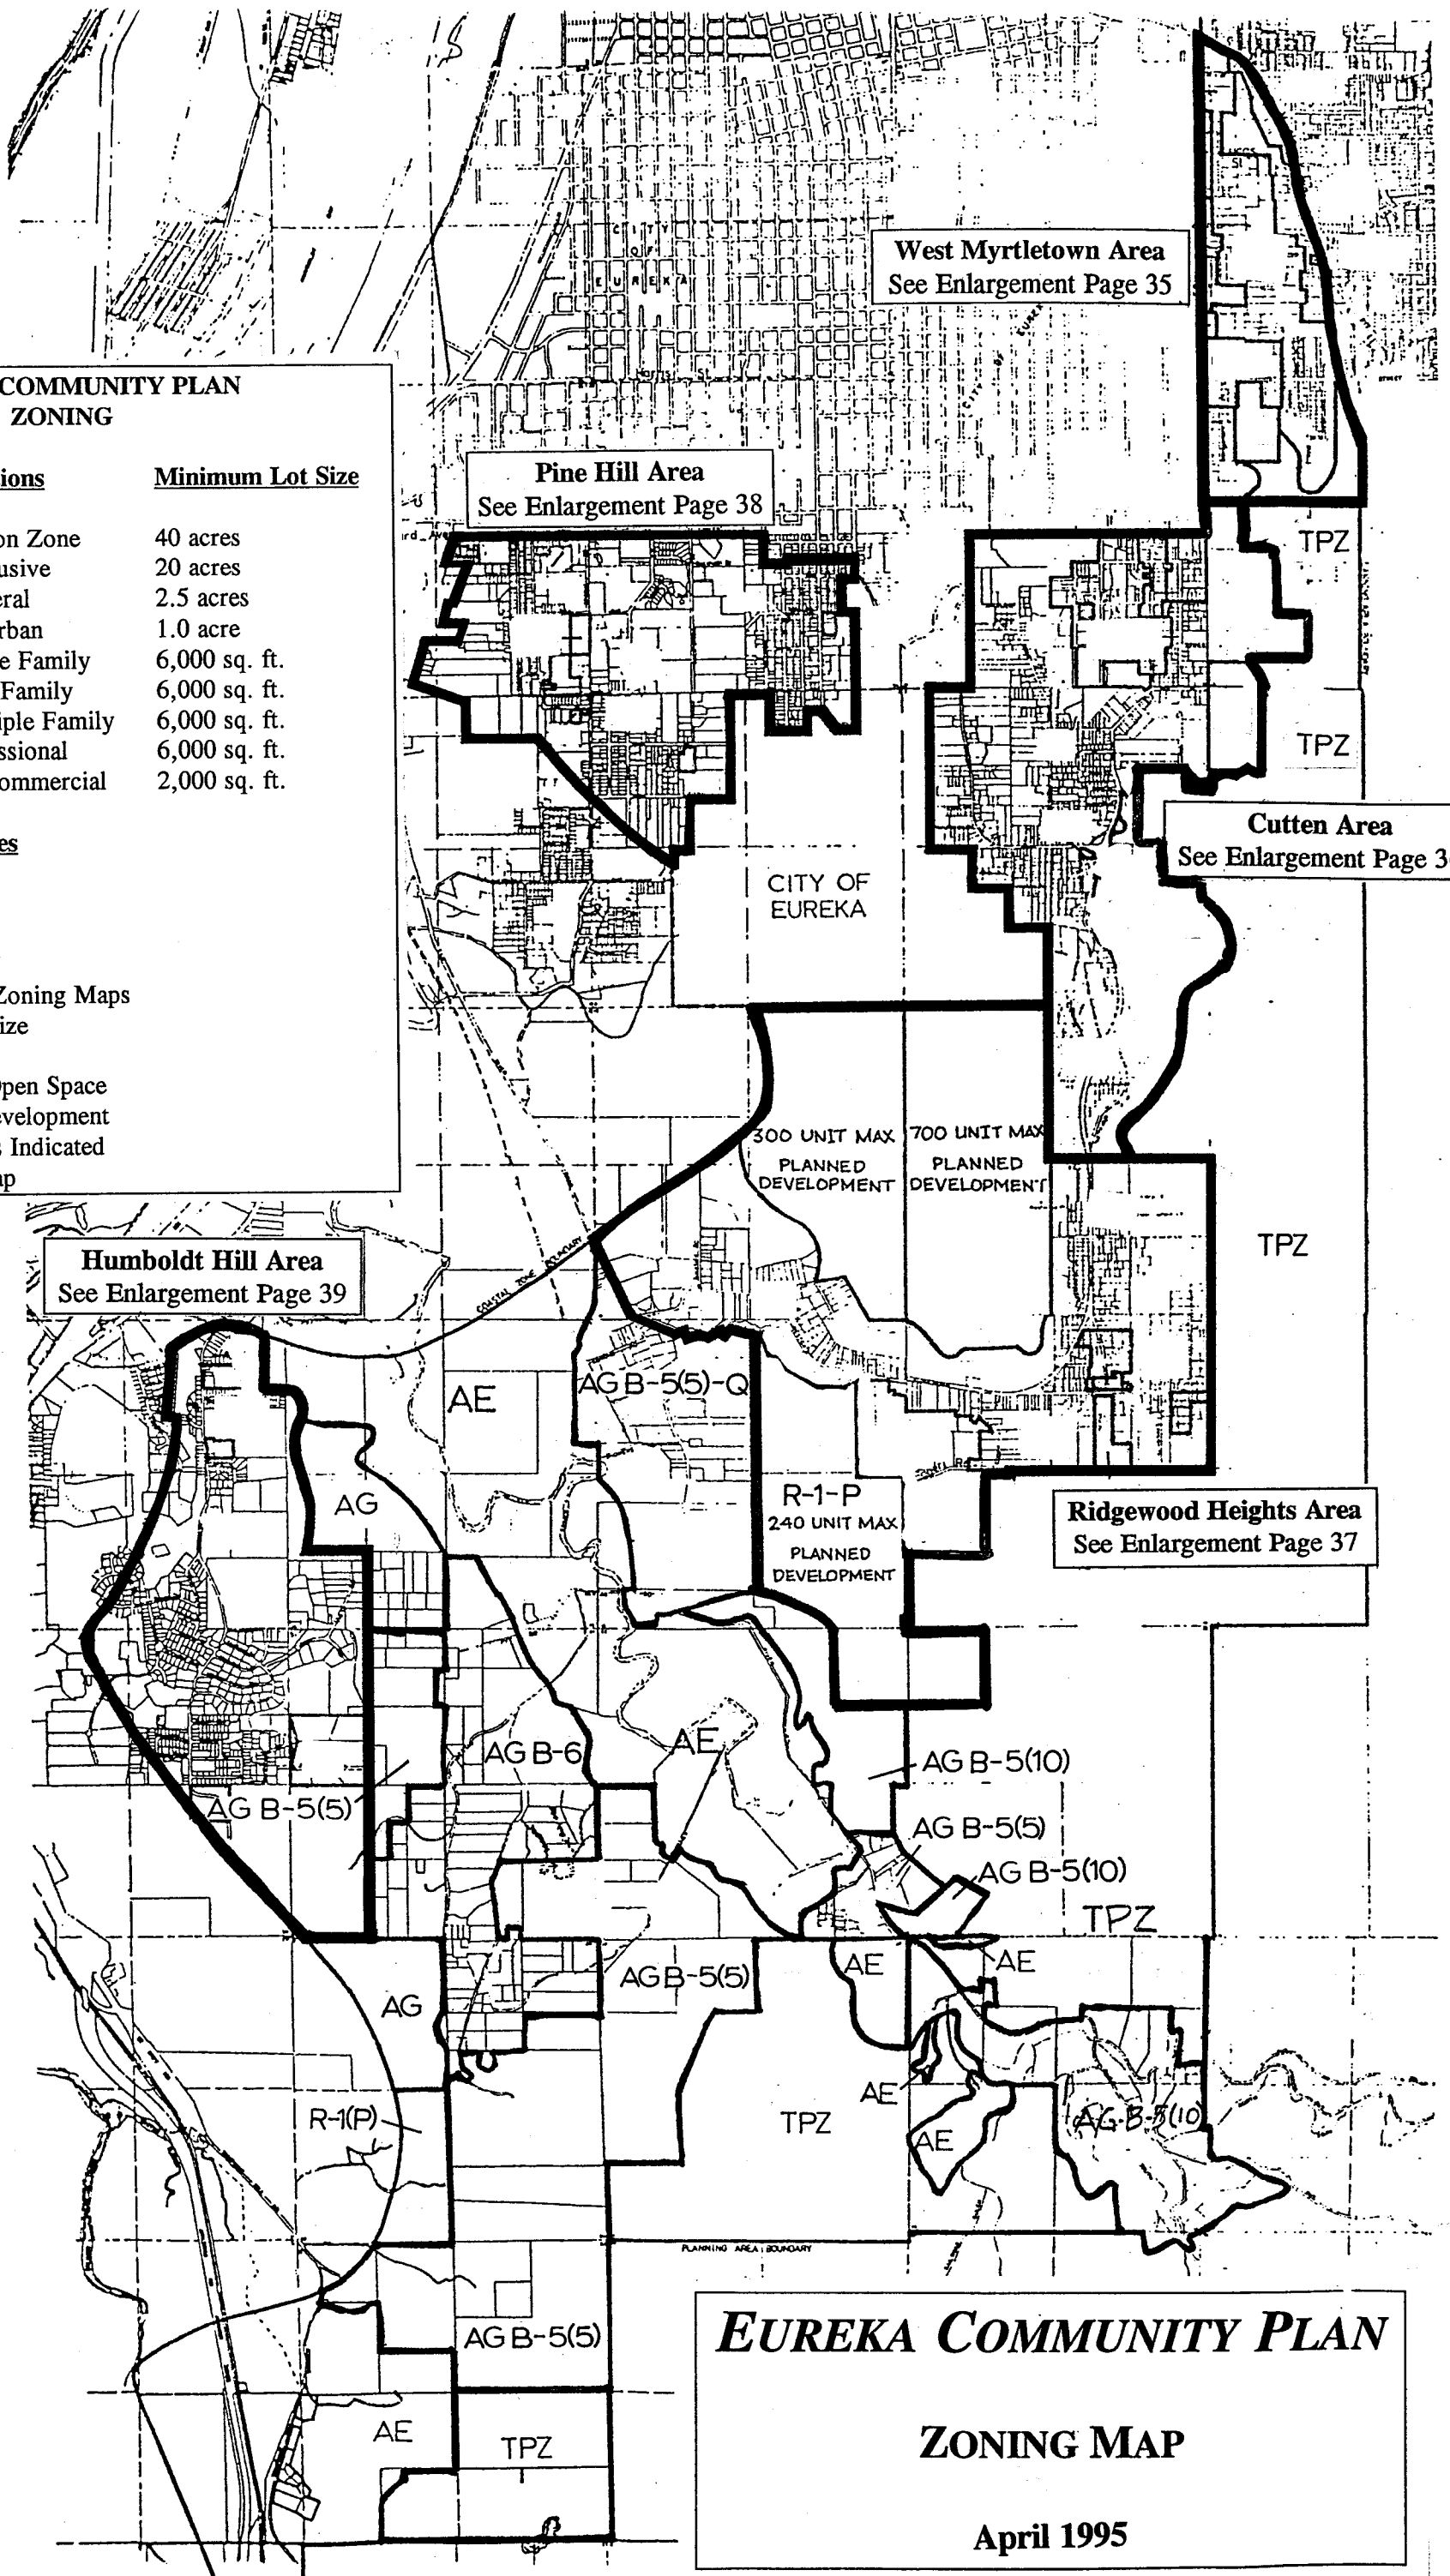 CITY
OF
EUREKA
West Myrtletown Area
See Enlargement Page 35
COMMUNITY PLAN
ZONING
ions Minimum Lot Size
on Zone 40 acres
usive 20 acres
eral 2.5 acres
rban 1.0 acre
e Family 6,000 sq. ft.
Family 6,000 sq. ft.
iple Family 6,000 sq. ft.
ssional 6,000 sq. ft.
ommercial 2,000 sq. ft.
es
Zoning Maps
ize
Open Space
evelopment
s Indicated
ap
Pine Hill Area
See Enlargement Page 38
TPZ
TPZ
Cutten Area
See Enlargement Page 3
CITY OF
EUREKA
300 UNIT MAX
PLANNED
DEVELOPMENT
700 UNIT MAX
PLANNED
DEVELOPMENT
TPZ
Humboldt Hill Area
See Enlargement Page 39
COASTAL ZONE BOUNDARY
AE
AG B-5(5)-Q
AG
R-1-P
240 UNIT MAX
PLANNED
DEVELOPMENT
Ridgewood Heights Area
See Enlargement Page 37
AG B-6
AE
AG B-5(10)
AG B-5(5)
AG B-5(5)
AG B-5(10)
TPZ
AG B-5(5)
AE
AE
AG
AE
R-1(P)
TPZ
AG-B-5(10)
AE
PLANNING AREA BOUNDARY
AG B-5(5)
AE
TPZ
EUREKA COMMUNITY PLAN
ZONING MAP
April 1995